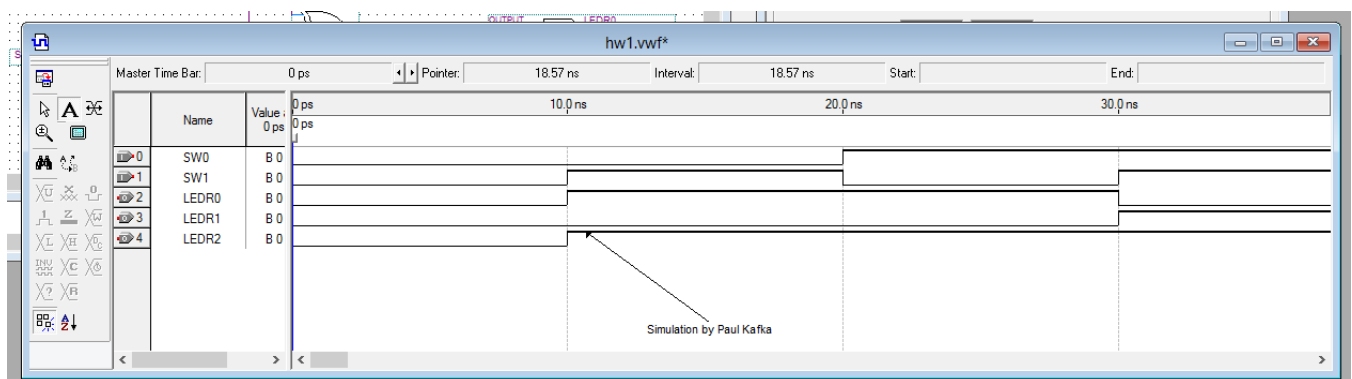 OUTPUT LEDR0
hw1.vwf*
Master Time Bar: 0 ps Pointer: 18.57 ns Interval: 18.57 ns Start: End:
Name
0 ps
0 ps 10.0 ns 20.0 ns 30.0 ns
0 ps
0 SW0 B 0
1 SW1 B 0
2 LEDR0 B 0
3 LEDR1 B 0
4 LEDR2 B 0
Simulation by Paul Kafka